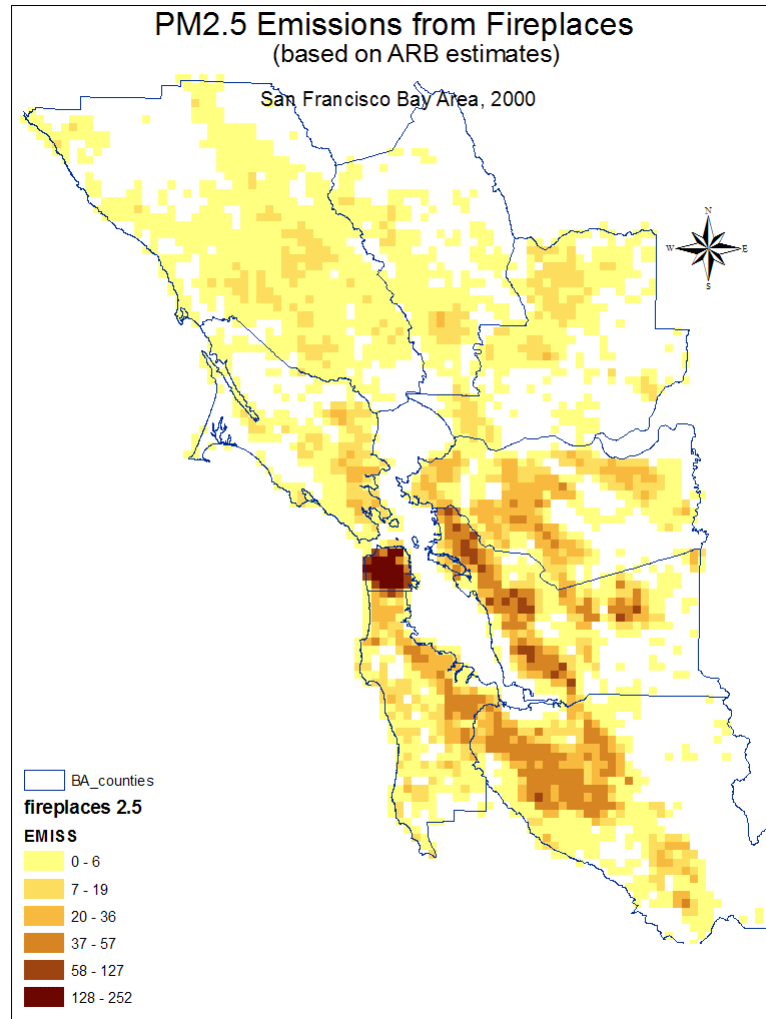 PM2.5 Emissions from Fireplaces
(based on ARB estimates)
San Francisco Bay Area, 2000
N
W E
S
BA_counties
fireplaces 2.5
EMISS
0 - 6
7 - 19
20 - 36
37 - 57
58 - 127
128 - 252